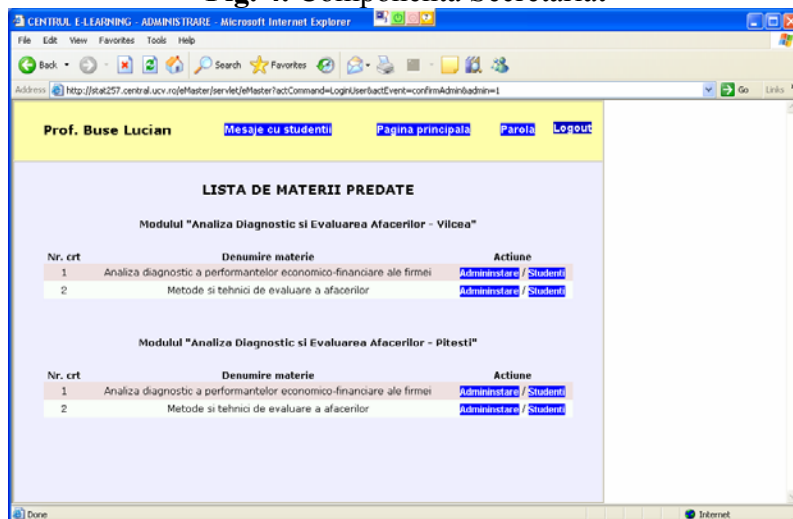 Fig. 4. Componenta Secretariat
CENTRUL E-LEARNING - ADMINISTRARE - Microsoft Internet Explorer
File Edit View Favorites Tools Help
Back Search Favorites
Address http://stat257.central.ucv.ro/eMaster/servlet/eMaster?actCommand=LoginUser&actEvent=confirmAdmin&admin=1 Go Links
Prof. Buse Lucian Mesaje cu studentii Pagina principala Parola Logout
LISTA DE MATERII PREDATE
Modulul "Analiza Diagnostic si Evaluarea Afacerilor - Vilcea"
Nr. crt Denumire materie Actiune
1 Analiza diagnostic a performantelor economico-financiare ale firmei Admininstare / Studenti
2 Metode si tehnici de evaluare a afacerilor Admininstare / Studenti
Modulul "Analiza Diagnostic si Evaluarea Afacerilor - Pitesti"
Nr. crt Denumire materie Actiune
1 Analiza diagnostic a performantelor economico-financiare ale firmei Admininstare / Studenti
2 Metode si tehnici de evaluare a afacerilor Admininstare / Studenti
Done Internet